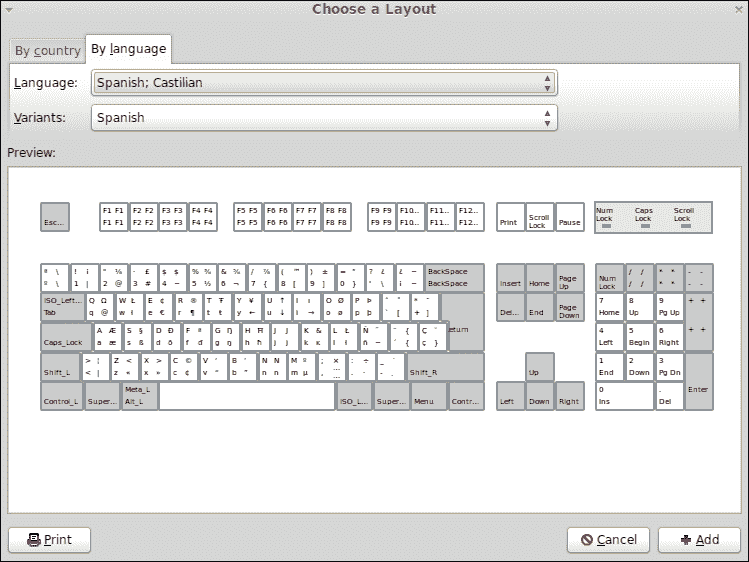 Choose a Layout
By country By language
Language: Spanish; Castilian
Variants: Spanish
Preview:
Esc... F1 F1 F2 F2 F3 F3 F4 F4 F5 F5 F6 F6 F7 F7 F8 F8 F9 F9 F10... F11... F12... Print Scroll Lock Pause Num Lock Caps Lock Scroll Lock
F1 F1 F2 F2 F3 F3 F4 F4 F5 F5 F6 F6 F7 F7 F8 F8 F9 F9 F10... F11... F12...
BackSpace Insert Home Page Up Num Lock / / * * - -
BackSpace / / * * - -
ISO_Left... Q Ω W Ł E ¢ R ® T Ŧ Y ¥ U ↑ I ı O Ø P Þ Del... End Page Down 7 8 9 + +
Tab q @ w ł e € r ¶ t ŧ y ← u ↓ i → o ø p þ Home Up Pg Up
A Æ S § D Ð F ª G Ŋ H Ħ J J K & L Ł 4 5 6 + +
Caps_Lock a æ s ß d ð f đ g ŋ h ħ j j k ĸ l ł eturn Left Begin Right
> ¦ Z < X > C © V ‘ B ’ N N M º Up 1 2 3
Shift_L < | z « x » c ¢ v “ b ” n n m µ Shift_R End Down Pg Dn Enter
Control_L Super... Meta_L ISO_L... Super... Menu Contr... Left Down Right 0 .
Alt_L Ins Del
Print Cancel Add